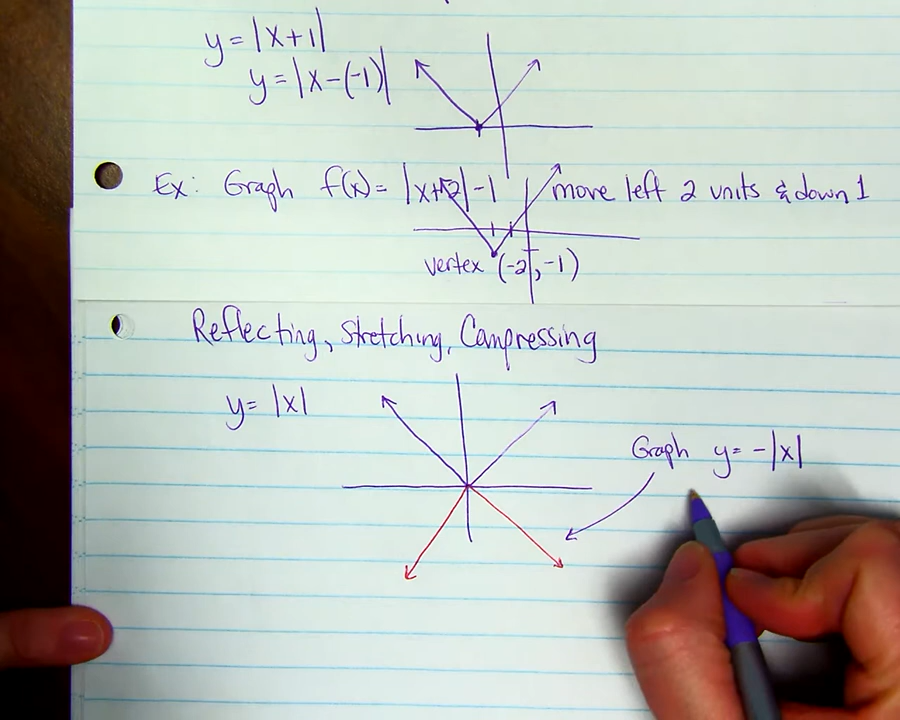 y = |x+1|
y = |x-(-1)|
Ex: Graph f(x) = |x+2|-1 move left 2 units & down 1
vertex (-2,-1)
Reflecting, Stretching, Compressing
y = |x|
Graph y = -|x|